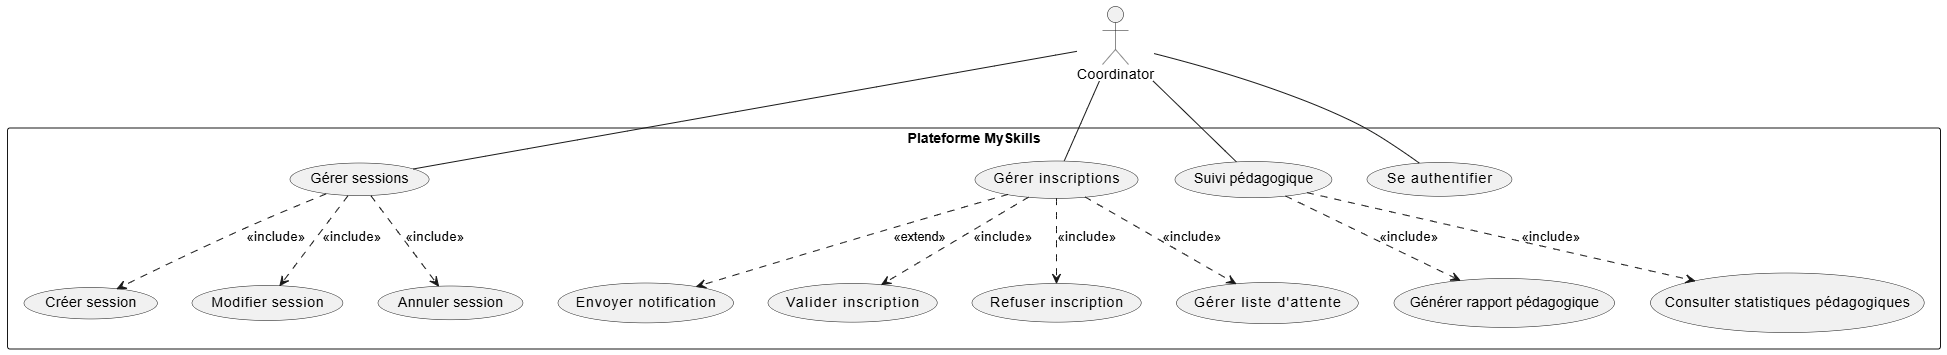 Coordinator
Plateforme MySkills
Gérer sessions
Gérer inscriptions
Suivi pédagogique
Se authentifier
«include»
«include»
«include»
«extend»
«include»
«include»
«include»
«include»
«include»
Créer session
Modifier session
Annuler session
Envoyer notification
Valider inscription
Refuser inscription
Gérer liste d'attente
Générer rapport pédagogique
Consulter statistiques pédagogiques